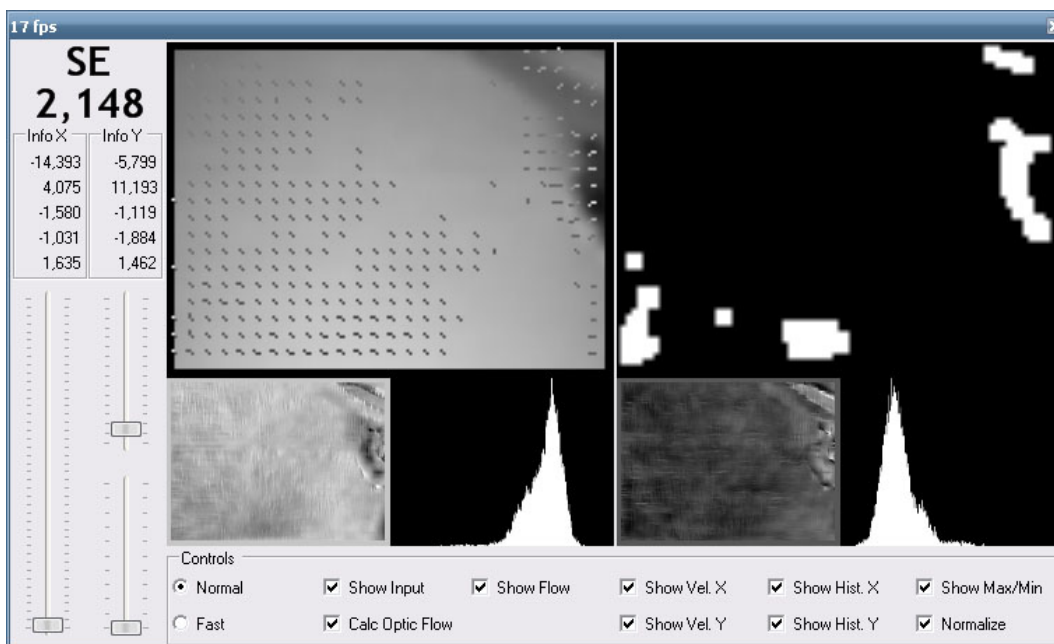 17 fps
SE
2,148
Info X Info Y
-14,393 -5,799
4,075 11,193
-1,580 -1,119
-1,031 -1,884
1,635 1,462
Controls
Normal Show Input Show Flow Show Vel. X Show Hist. X Show Max/Min
Fast Calc Optic Flow Show Vel. Y Show Hist. Y Normalize